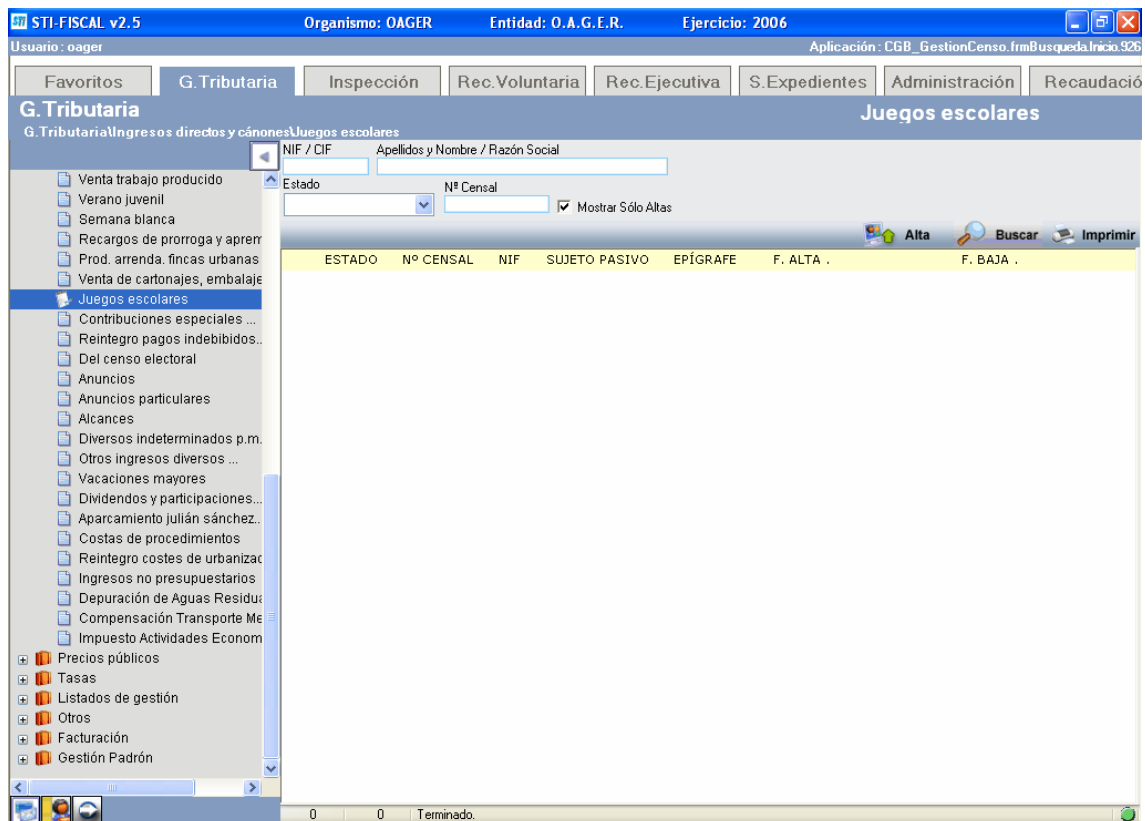 STI STI-FISCAL v2.5 Organismo: OAGER Entidad: O.A.G.E.R. Ejercicio: 2006
Usuario : oager Aplicación : CGB_GestionCenso.frmBusqueda.Inicio.926
Favoritos G.Tributaria Inspección Rec.Voluntaria Rec.Ejecutiva S.Expedientes Administración Recaudació
G.Tributaria Juegos escolares
G.Tributaria\Ingresos directos y cánones\Juegos escolares
NIF / CIF Apellidos y Nombre / Razón Social
Estado Nº Censal
Mostrar Sólo Altas
Alta Buscar Imprimir
ESTADO Nº CENSAL NIF SUJETO PASIVO EPÍGRAFE F. ALTA . F. BAJA .
Venta trabajo producido
Verano juvenil
Semana blanca
Recargos de prorroga y aprem
Prod. arrenda. fincas urbanas
Venta de cartonajes, embalaje
Juegos escolares
Contribuciones especiales ...
Reintegro pagos indebibidos..
Del censo electoral
Anuncios
Anuncios particulares
Alcances
Diversos indeterminados p.m.
Otros ingresos diversos ...
Vacaciones mayores
Dividendos y participaciones...
Aparcamiento julián sánchez..
Costas de procedimientos
Reintegro costes de urbanizac
Ingresos no presupuestarios
Depuración de Aguas Residua
Compensación Transporte Me
Impuesto Actividades Econom
Precios públicos
Tasas
Listados de gestión
Otros
Facturación
Gestión Padrón
0 0 Terminado.